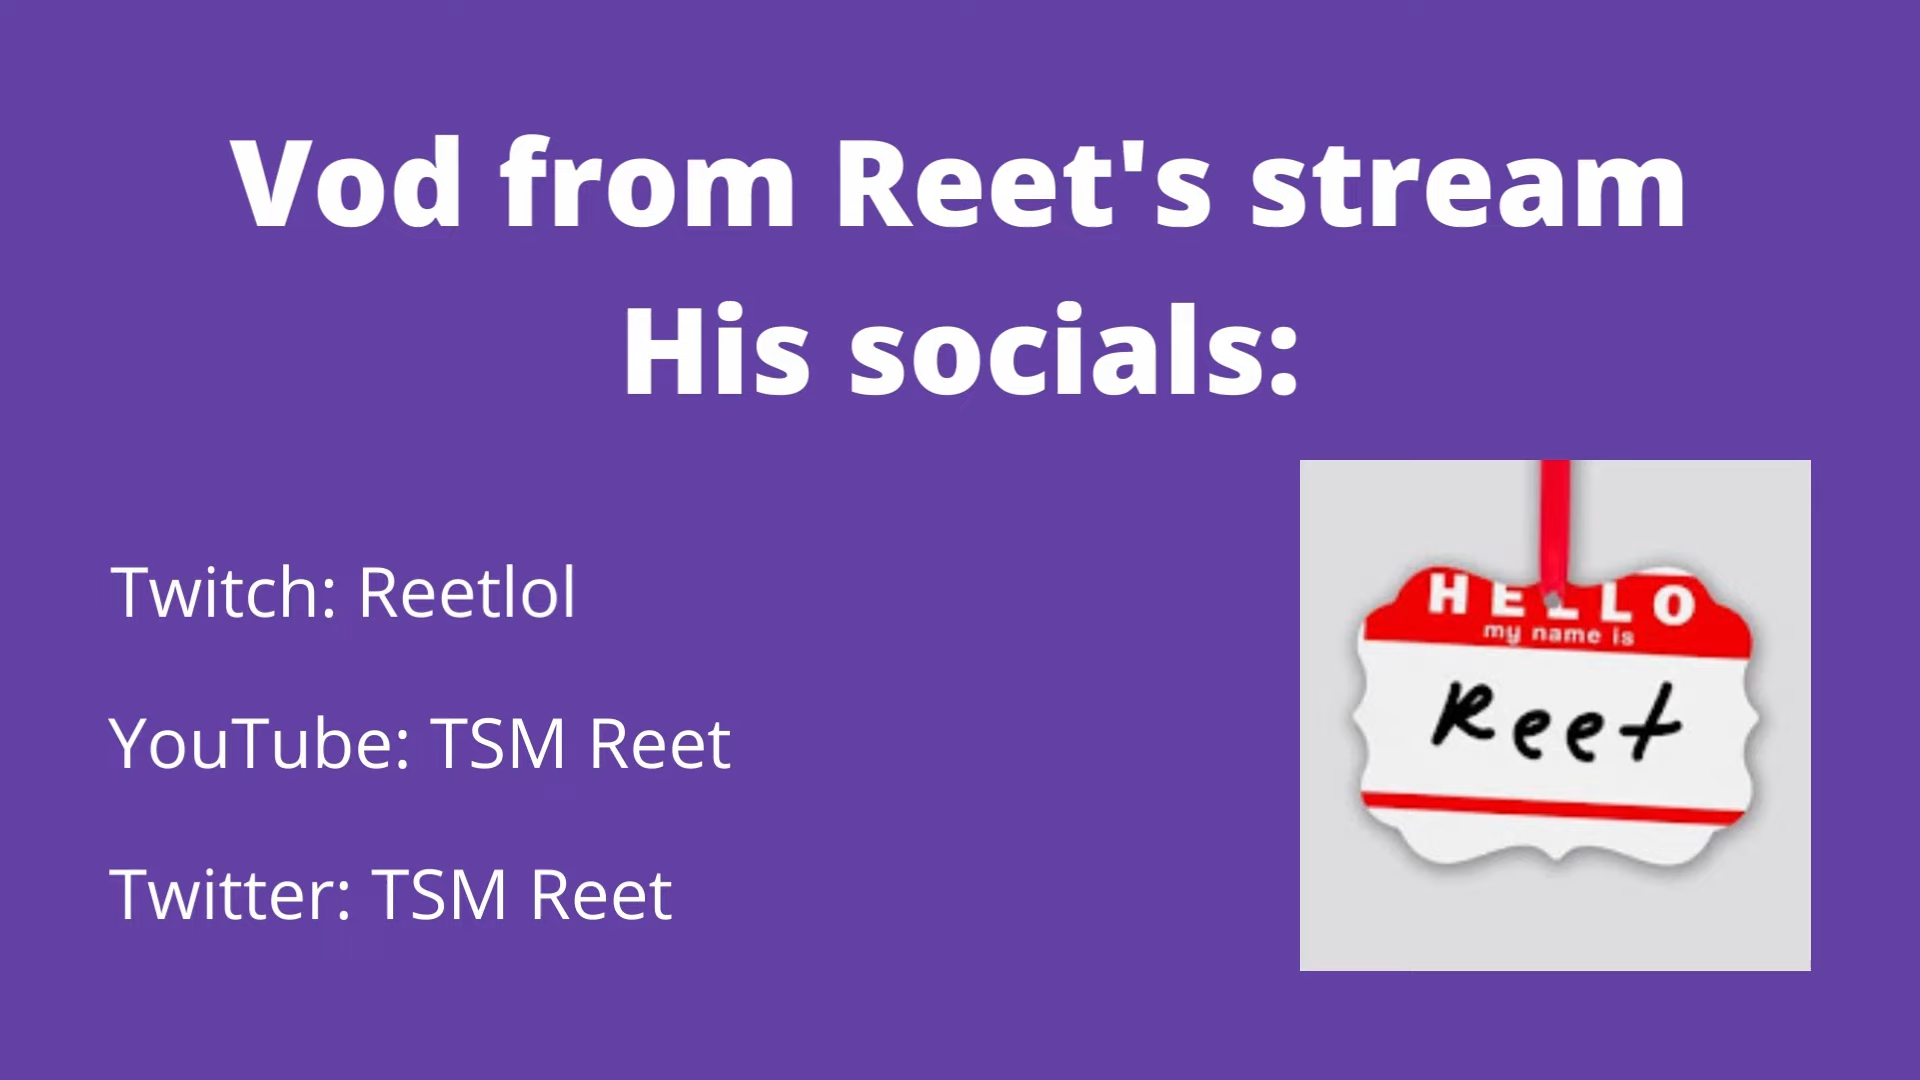 Vod from Reet's stream
His socials:
Twitch: Reetlol
YouTube: TSM Reet
Twitter: TSM Reet
HELLO
my name is
Reet